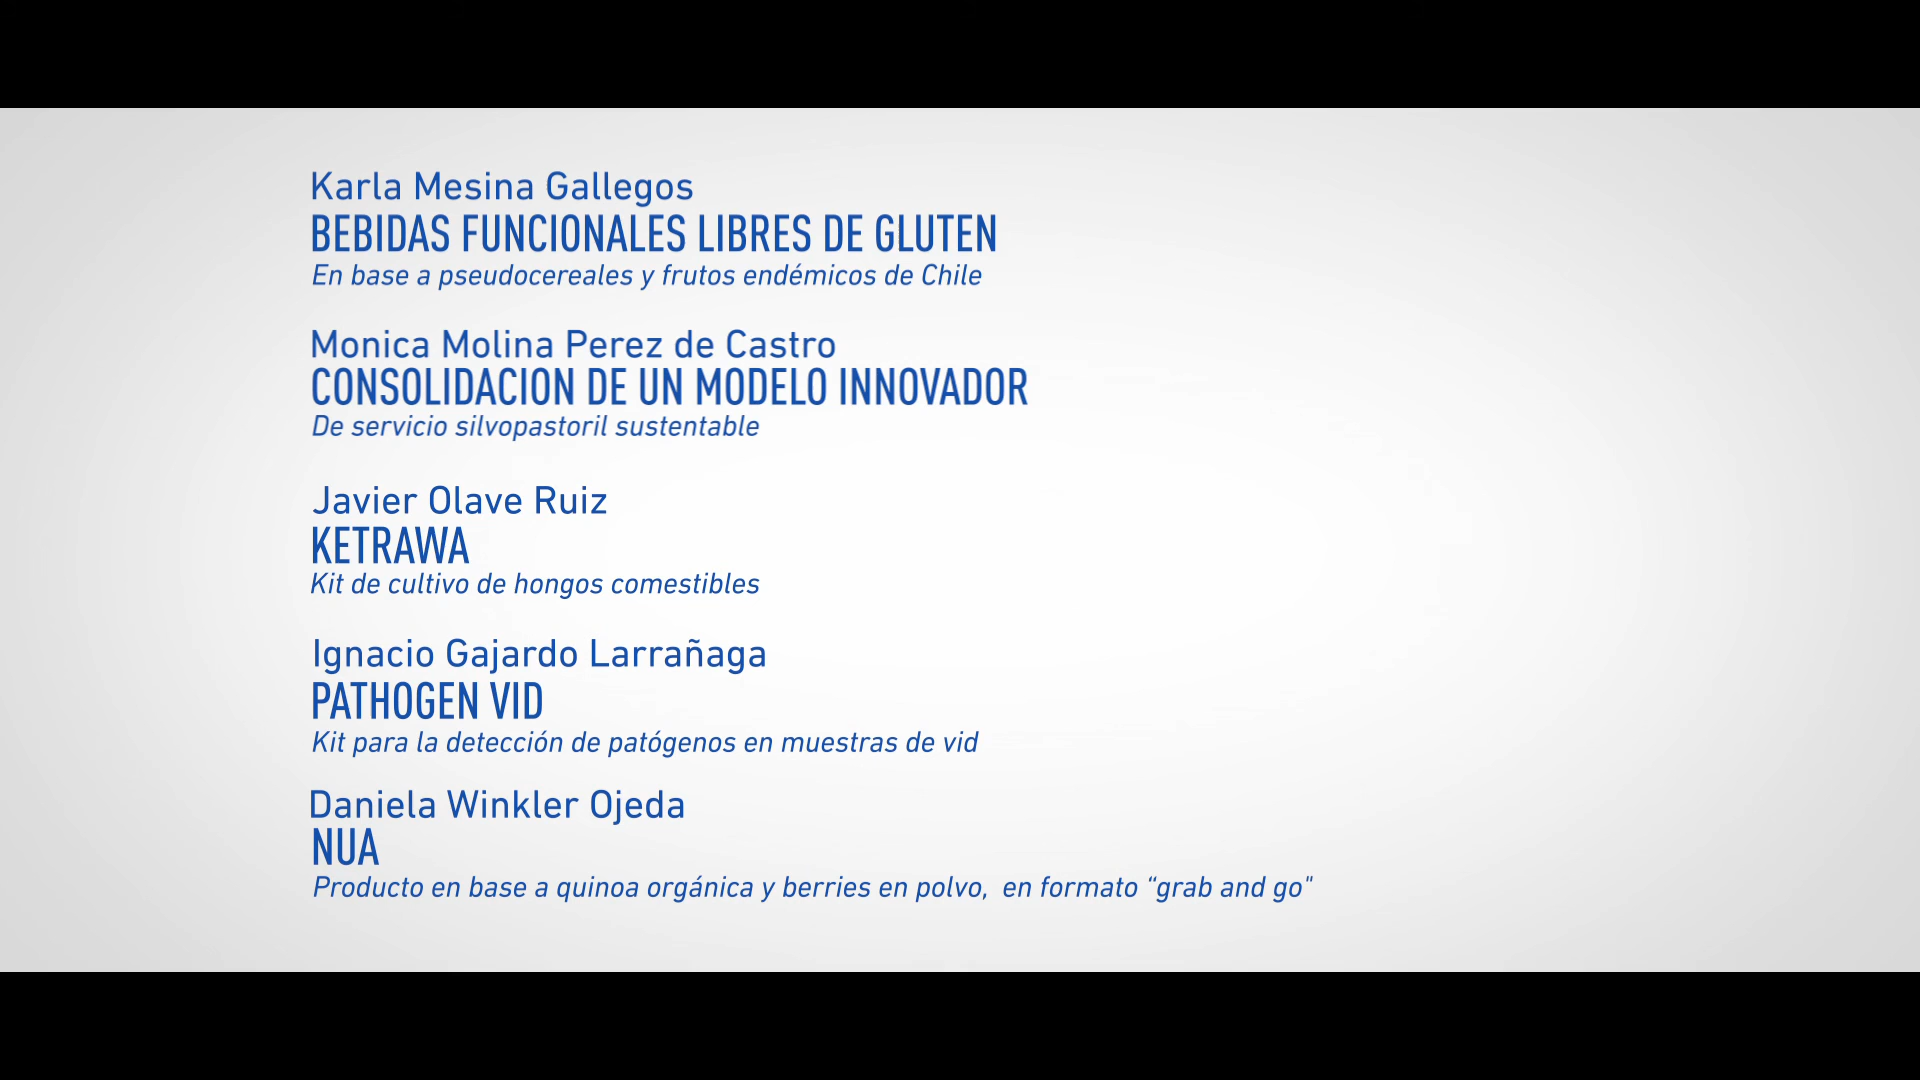 Karla Mesina Gallegos
BEBIDAS FUNCIONALES LIBRES DE GLUTEN
En base a pseudocereales y frutos endémicos de Chile
Monica Molina Perez de Castro
CONSOLIDACION DE UN MODELO INNOVADOR
De servicio silvopastoril sustentable
Javier Olave Ruiz
KETRAWA
Kit de cultivo de hongos comestibles
Ignacio Gajardo Larrañaga
PATHOGEN VID
Kit para la detección de patógenos en muestras de vid
Daniela Winkler Ojeda
NUA
Producto en base a quinoa orgánica y berries en polvo,  en formato “grab and go"